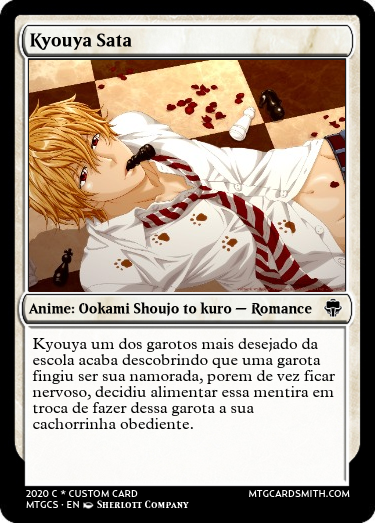 Kyouya Sata
Anime: Ookami Shoujo to kuro — Romance
Kyouya um dos garotos mais desejado da
escola acaba descobrindo que uma garota
fingiu ser sua namorada, porem de vez ficar
nervoso, decidiu alimentar essa mentira em
troca de fazer dessa garota a sua
cachorrinha obediente.
2020 C * CUSTOM CARD
MTGCARDSMITH.COM
MTGCS • EN Sherlott Company